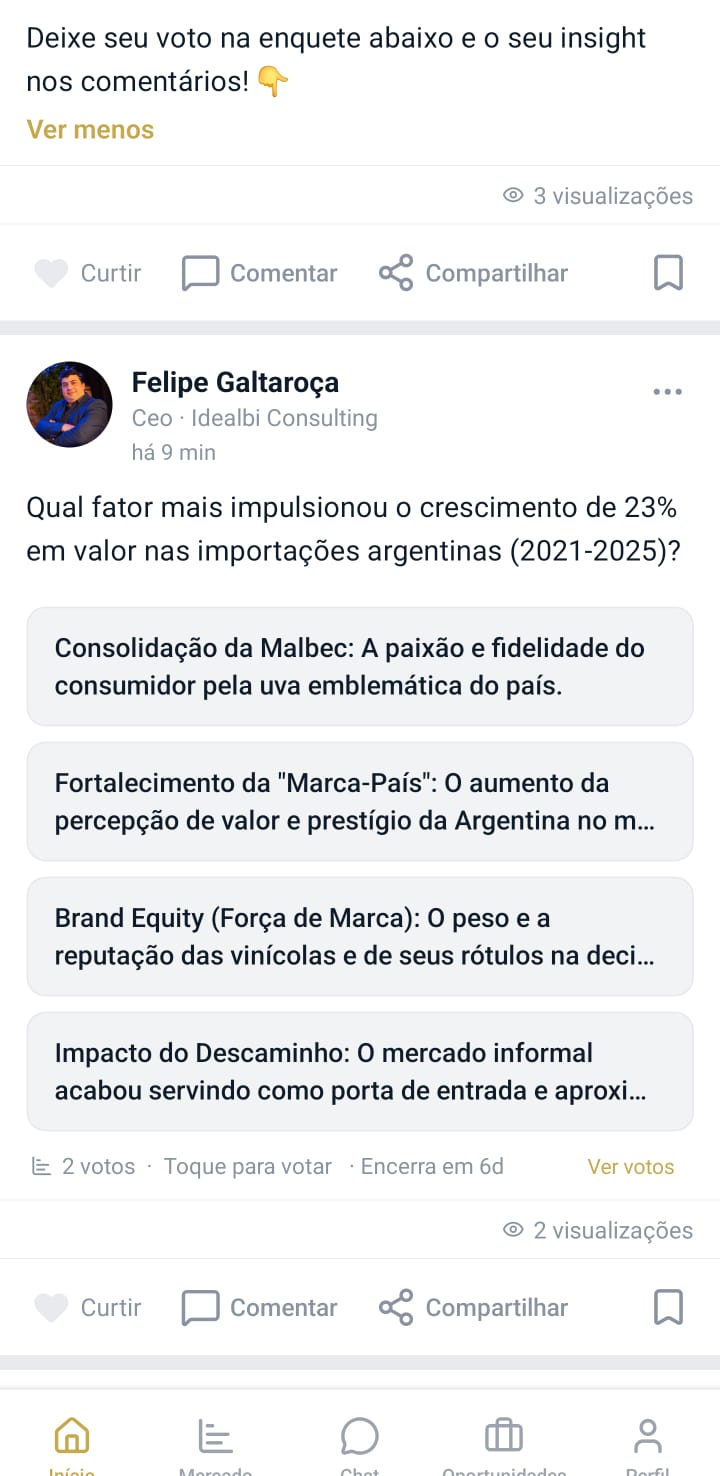 Deixe seu voto na enquete abaixo e o seu insight
nos comentários! 👇
Ver menos
3 visualizações
Curtir
Comentar
Compartilhar
Felipe Galtaroça
Ceo · Idealbi Consulting
há 9 min
Qual fator mais impulsionou o crescimento de 23%
em valor nas importações argentinas (2021-2025)?
Consolidação da Malbec: A paixão e fidelidade do
consumidor pela uva emblemática do país.
Fortalecimento da "Marca-País": O aumento da
percepção de valor e prestígio da Argentina no m...
Brand Equity (Força de Marca): O peso e a
reputação das vinícolas e de seus rótulos na deci...
Impacto do Descaminho: O mercado informal
acabou servindo como porta de entrada e aproxi...
2 votos · Toque para votar · Encerra em 6d
Ver votos
2 visualizações
Curtir
Comentar
Compartilhar
Início
Mercado
Chat
Oportunidades
Perfil